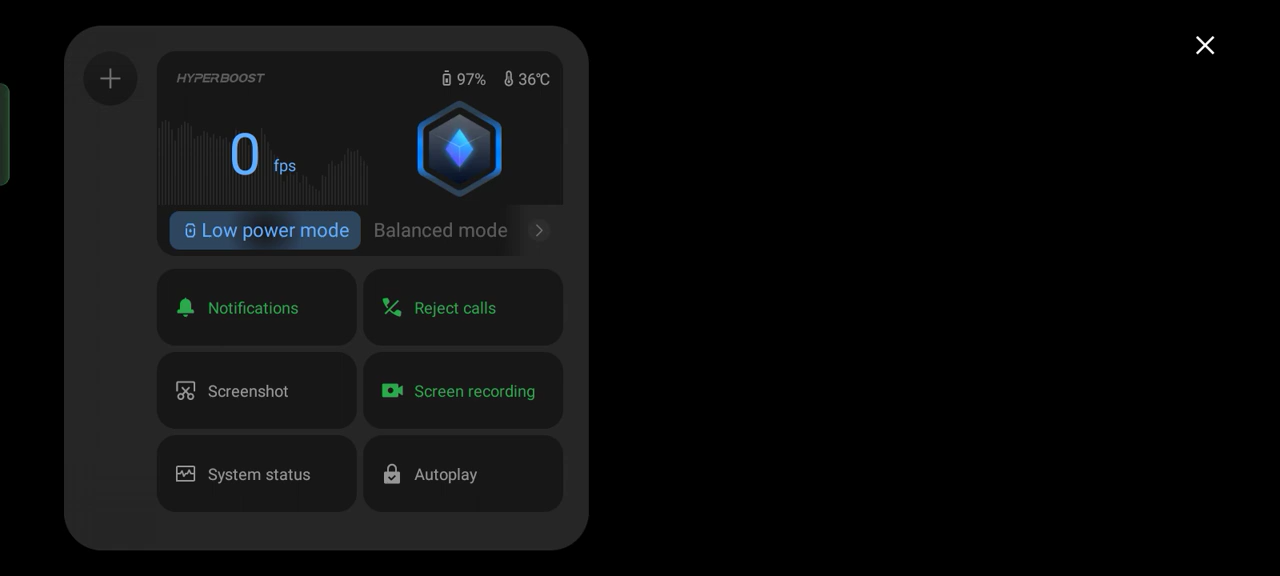 HYPERBOOST
97% 36℃
0 fps
Low power mode Balanced mode
Notifications Reject calls
Screenshot Screen recording
System status Autoplay